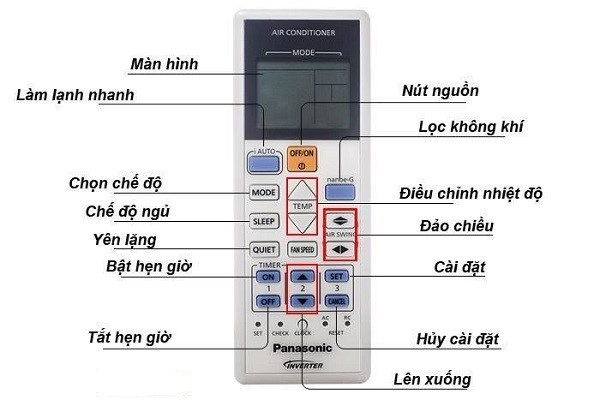 AIR CONDITIONER
MODE
Màn hình
Làm lạnh nhanh
Nút nguồn
Lọc không khí
i AUTO
OFF/ON
nanoe-G
Chọn chế độ
MODE
TEMP
Điều chỉnh nhiệt độ
Chế độ ngủ
SLEEP
AIR SWING
Đảo chiều
Yên lặng
QUIET
FAN SPEED
TIMER
Bật hẹn giờ
ON
SET
Cài đặt
1
2
3
OFF
CANCEL
AC
RC
SET
CHECK
CLOCK
RESET
Tắt hẹn giờ
Hủy cài đặt
Panasonic
INVERTER
Lên xuống